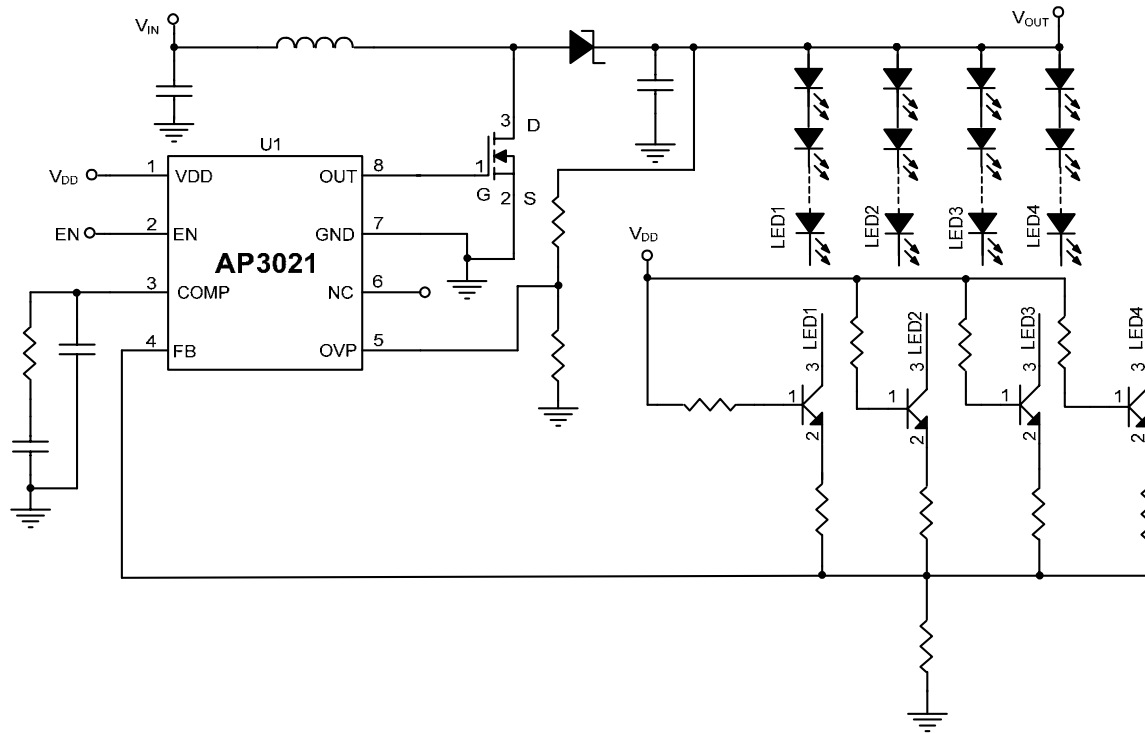 VIN
VOUT
3 D
U1
VDD
1
VDD
OUT
8
1
G
2
S
EN
2
EN
GND
7
AP3021
3
COMP
NC
6
4
FB
OVP
5
LED1
LED2
LED3
LED4
VDD
LED1
LED2
LED3
LED4
3
3
3
3
1
1
1
1
2
2
2
2